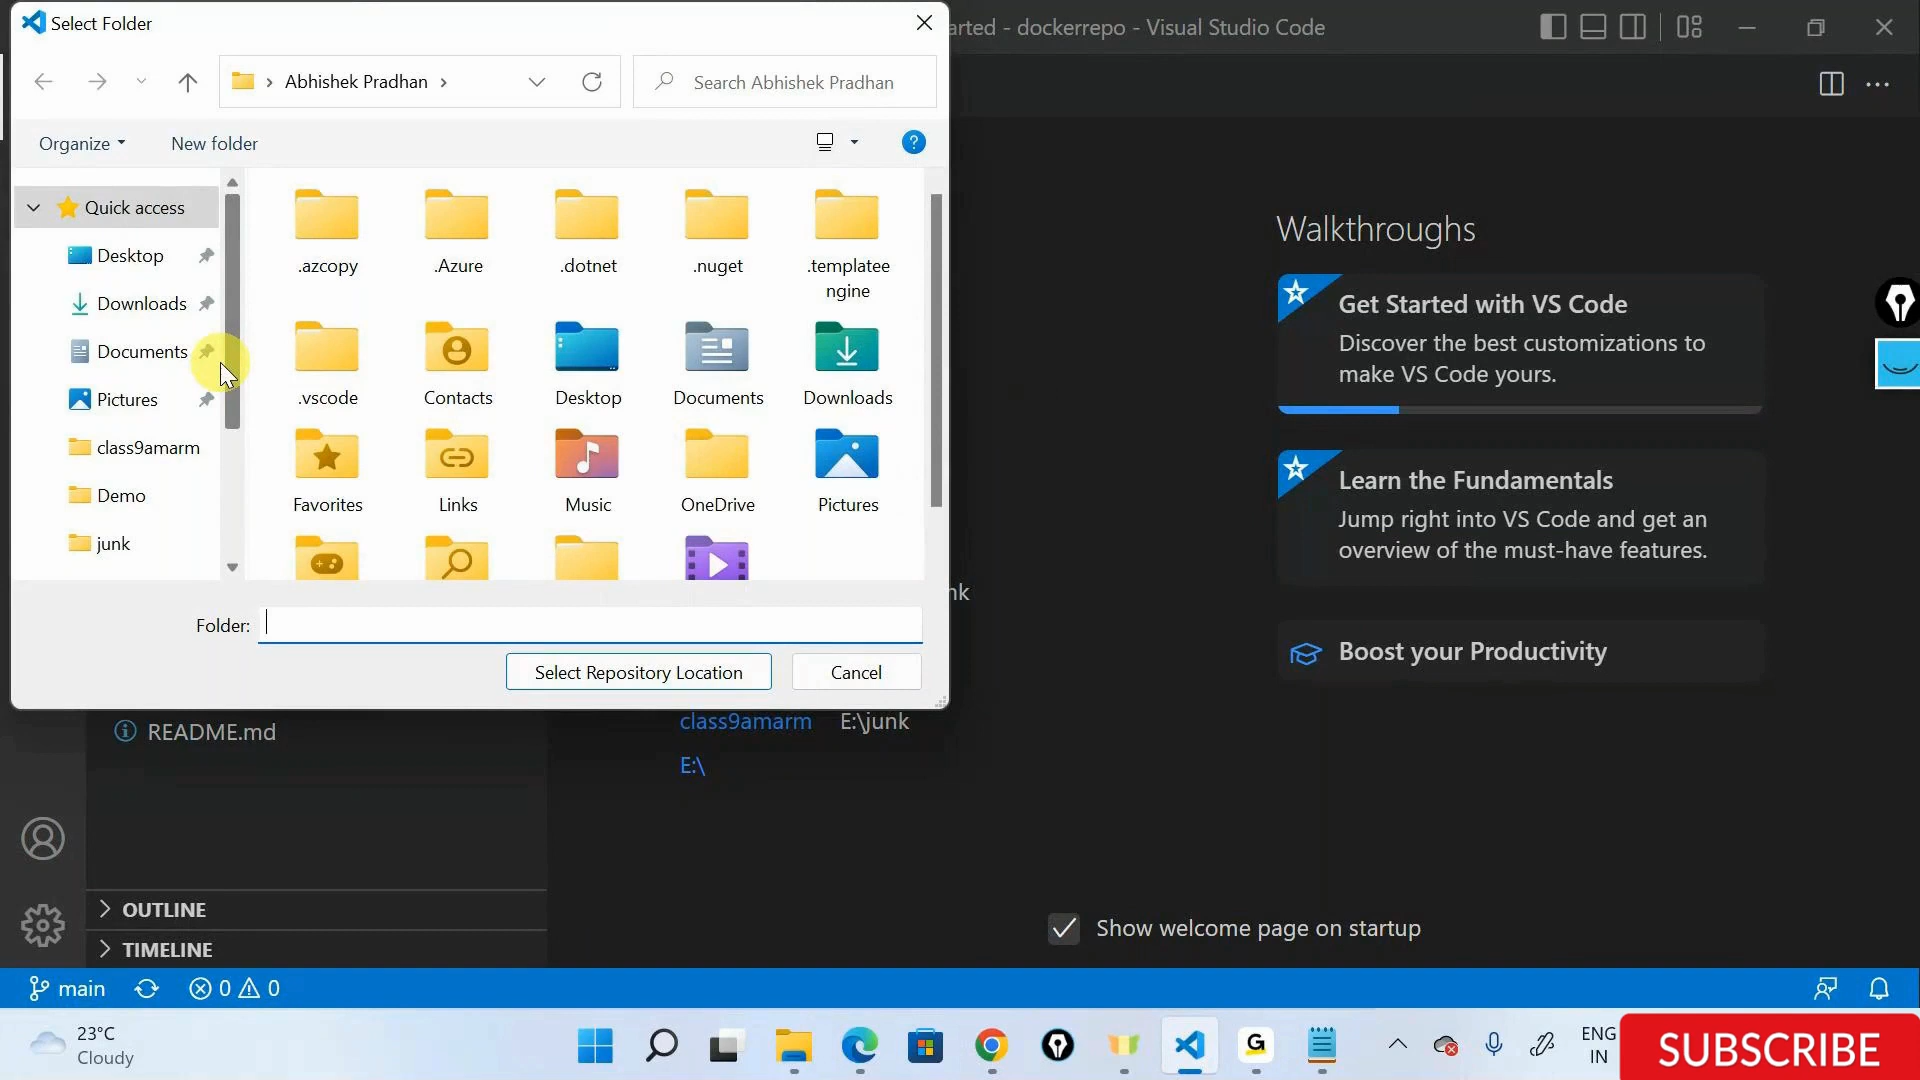 Select Folder
arted - dockerrepo - Visual Studio Code
Abhishek Pradhan
Search Abhishek Pradhan
Organize
New folder
Quick access
Desktop
Downloads
Documents
Pictures
class9amarm
Demo
junk
.azcopy
.Azure
.dotnet
.nuget
.templatee
ngine
.vscode
Contacts
Desktop
Documents
Downloads
Favorites
Links
Music
OneDrive
Pictures
Folder:
Select Repository Location
Cancel
Walkthroughs
Get Started with VS Code
Discover the best customizations to
make VS Code yours.
Learn the Fundamentals
Jump right into VS Code and get an
overview of the must-have features.
nk
Boost your Productivity
class9amarm E:\junk
E:\
README.md
OUTLINE
TIMELINE
Show welcome page on startup
main
0
0
23°C
Cloudy
G
ENG
IN
SUBSCRIBE